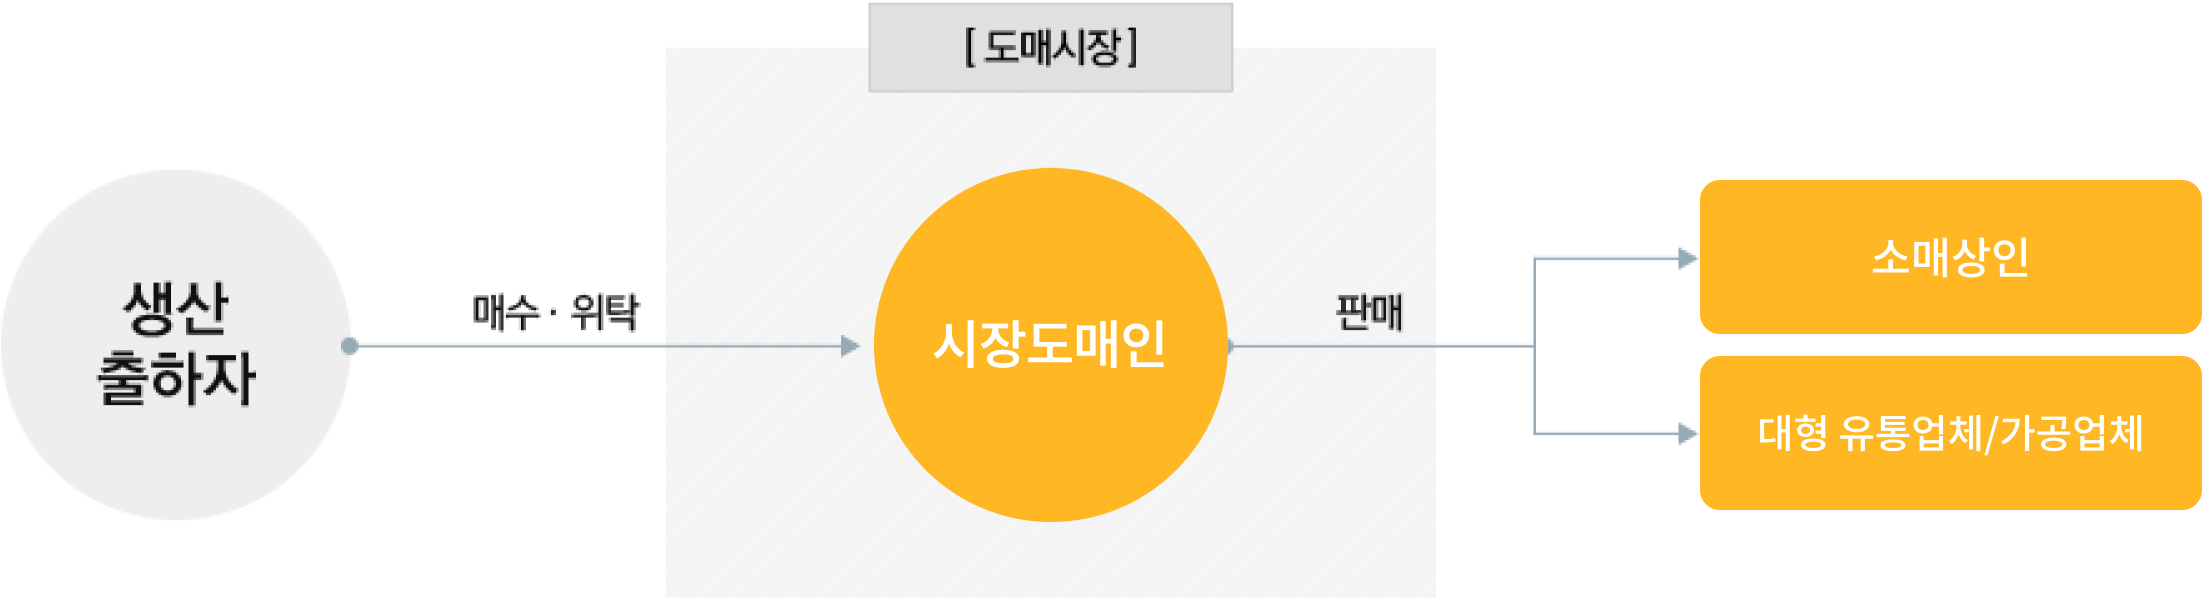 [ 도매시장 ]
생산
출하자
매수 · 위탁
시장도매인
판매
소매상인
대형 유통업체/가공업체